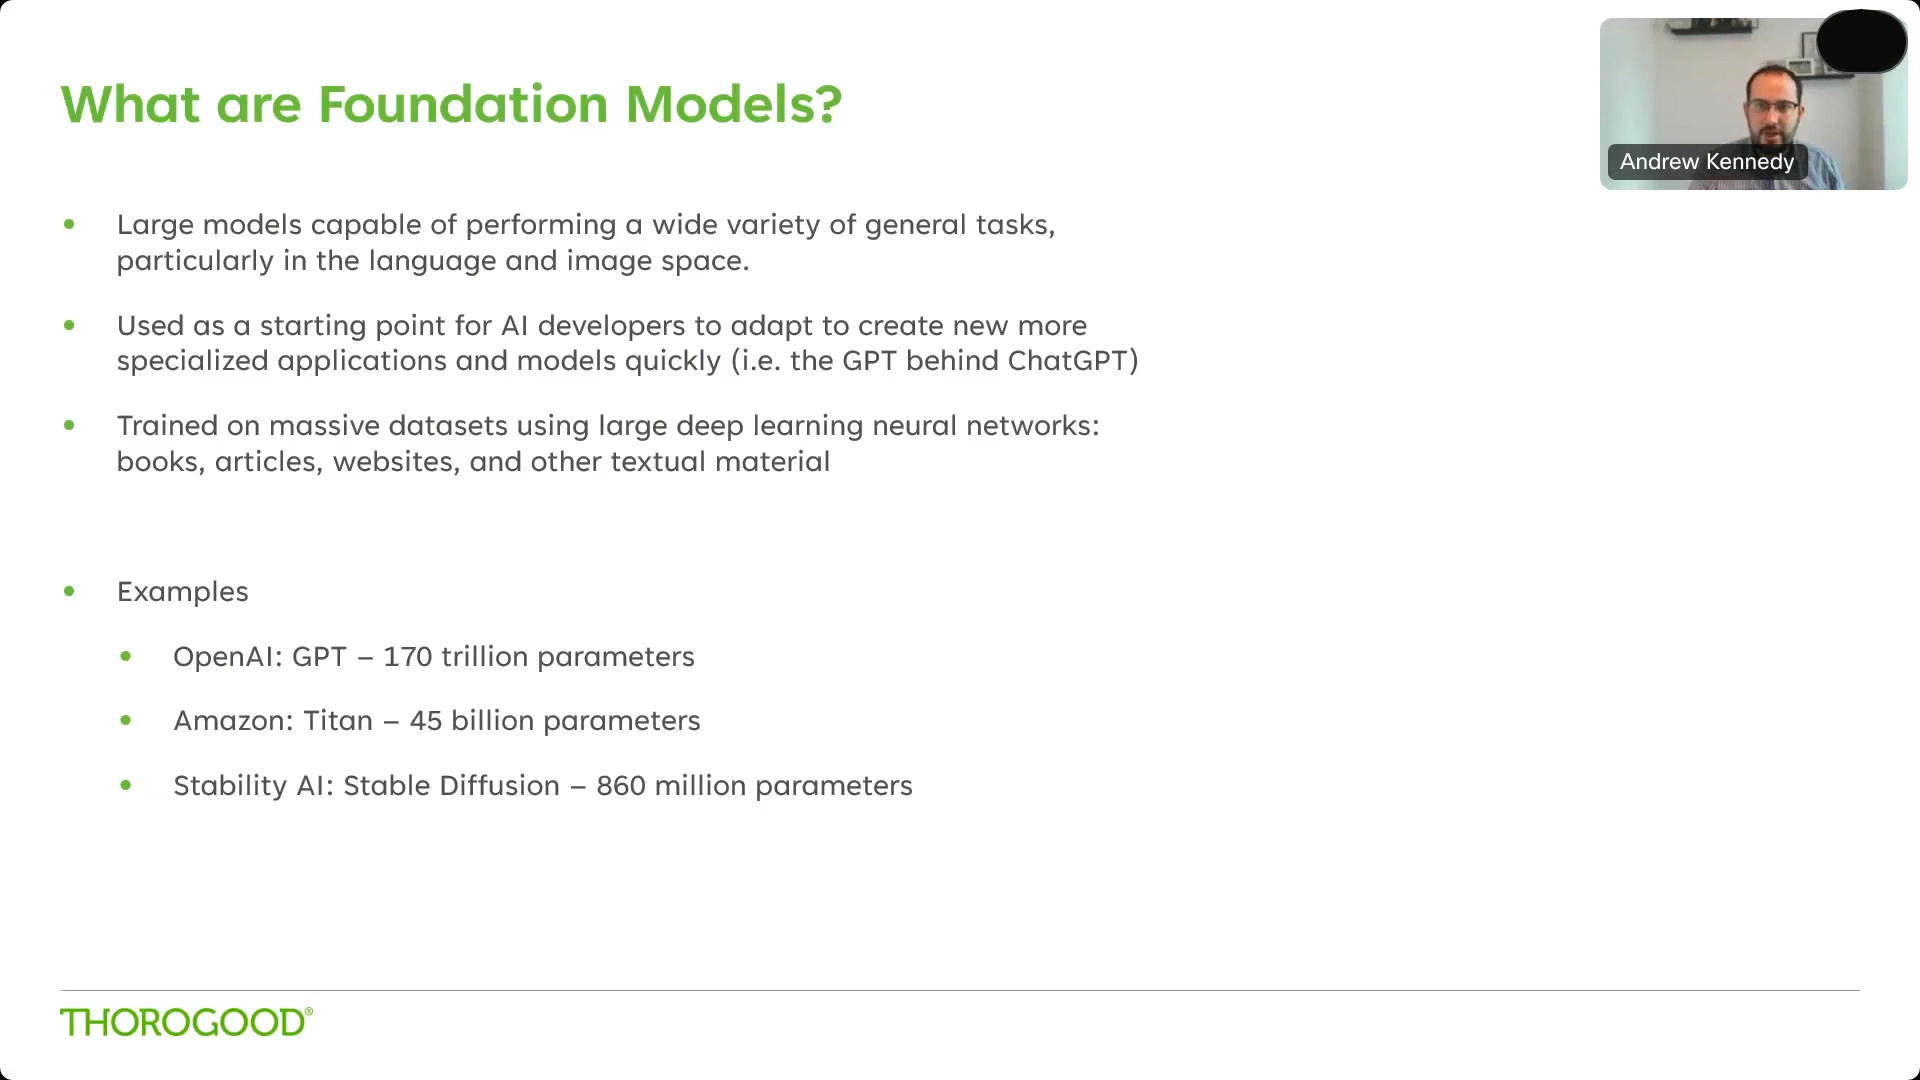 What are Foundation Models?
Andrew Kennedy
• Large models capable of performing a wide variety of general tasks,
particularly in the language and image space.
• Used as a starting point for AI developers to adapt to create new more
specialized applications and models quickly (i.e. the GPT behind ChatGPT)
• Trained on massive datasets using large deep learning neural networks:
books, articles, websites, and other textual material
• Examples
• OpenAI: GPT – 170 trillion parameters
• Amazon: Titan – 45 billion parameters
• Stability AI: Stable Diffusion – 860 million parameters
THOROGOOD®